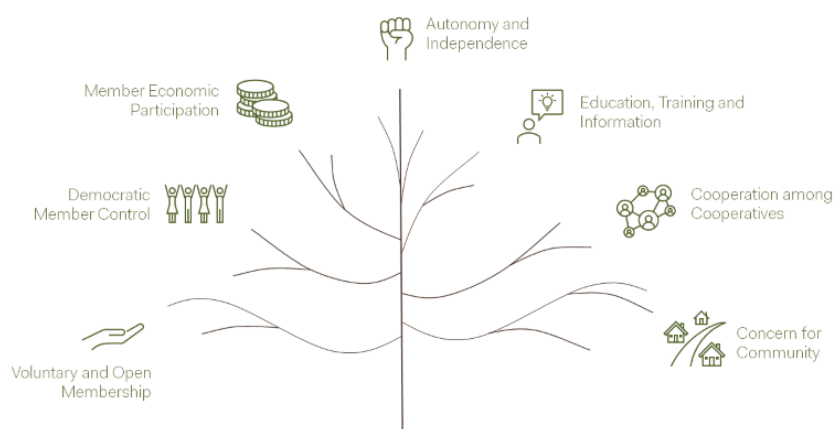 Autonomy and
Independence
Member Economic
Participation
Education, Training and
Information
Democratic
Member Control
Cooperation among
Cooperatives
Voluntary and Open
Membership
Concern for
Community